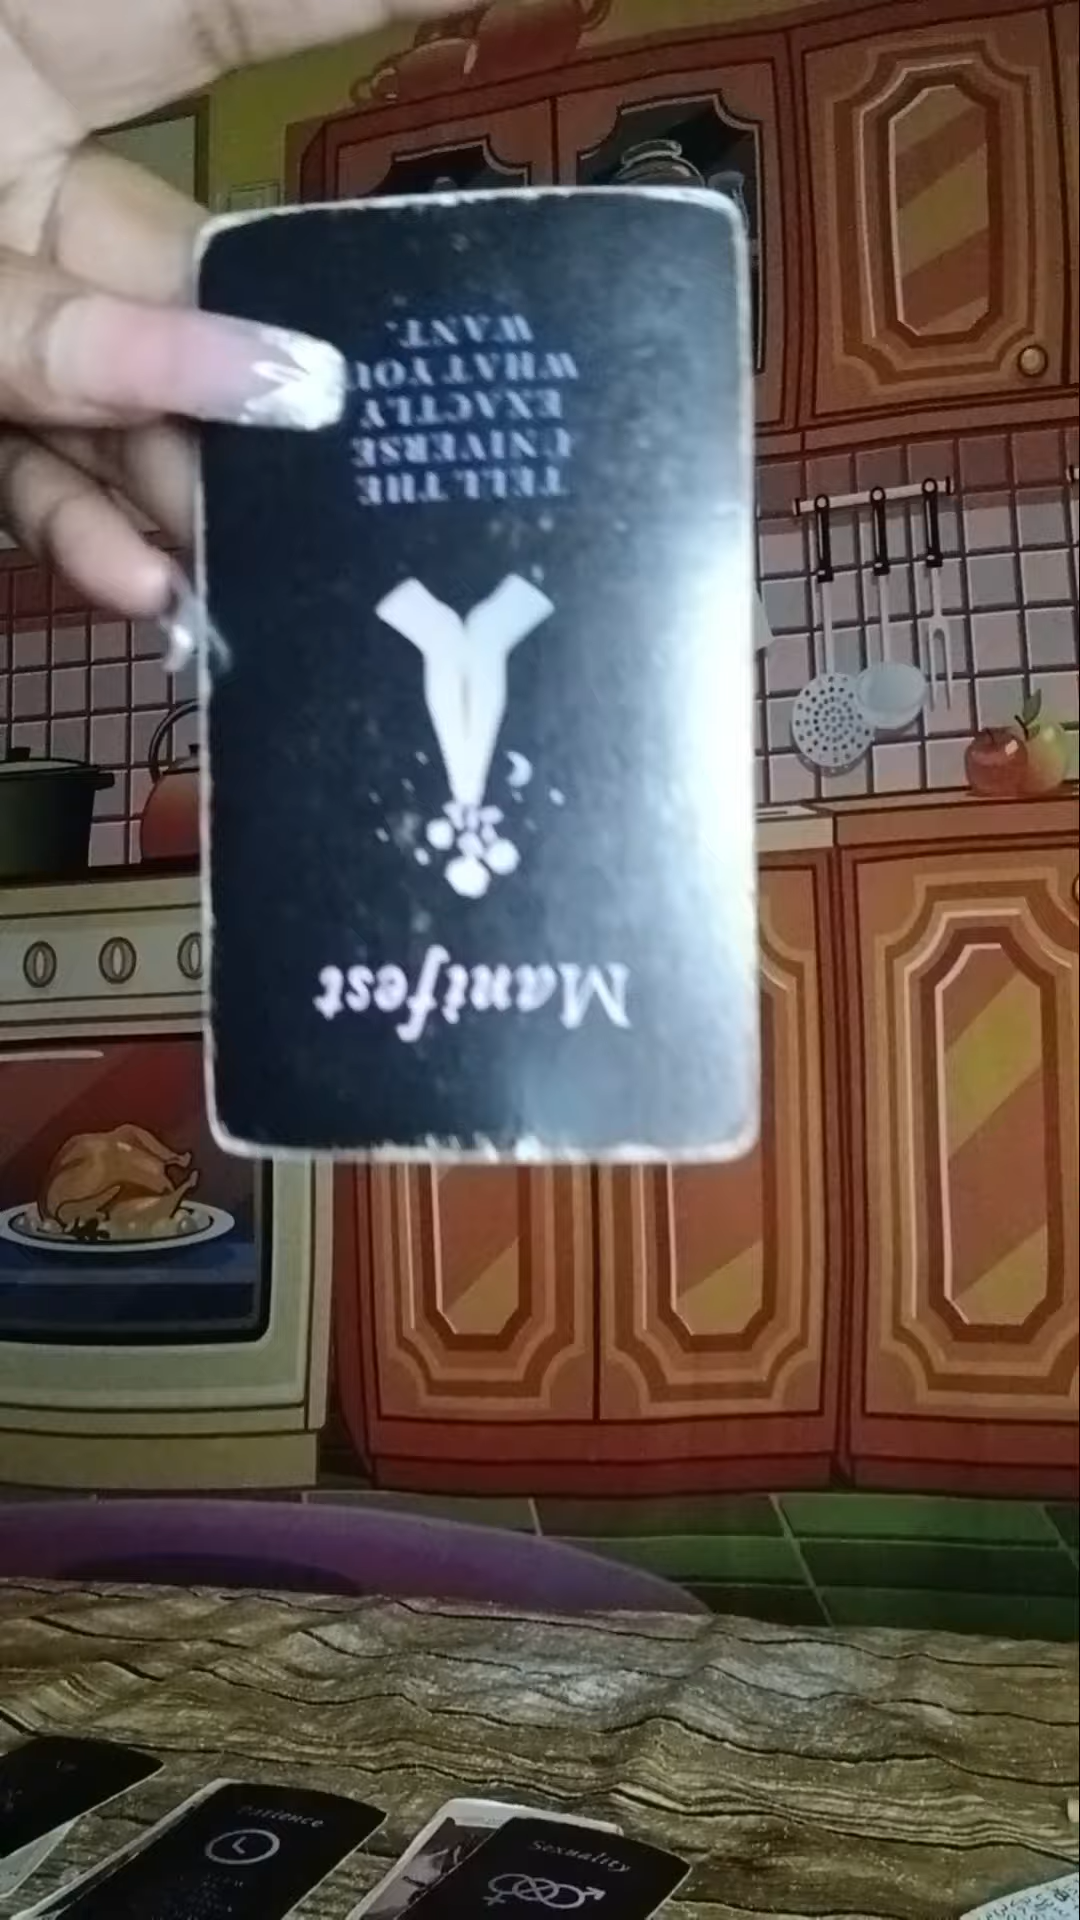 Manifest
TELL THE
UNIVERSE
EXACTLY
WHAT YOU
WANT.
Patience
Sexuality